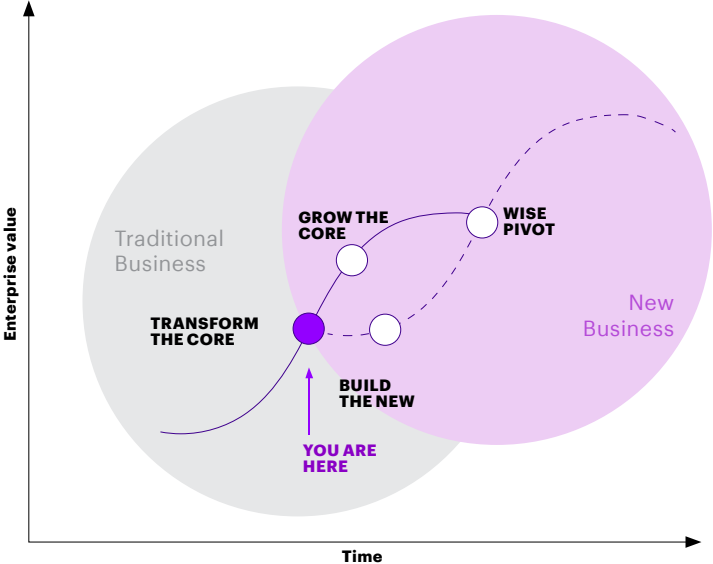 Enterprise value
GROW THE
CORE
WISE
PIVOT
Traditional
Business
New
Business
TRANSFORM
THE CORE
BUILD
THE NEW
YOU ARE
HERE
Time